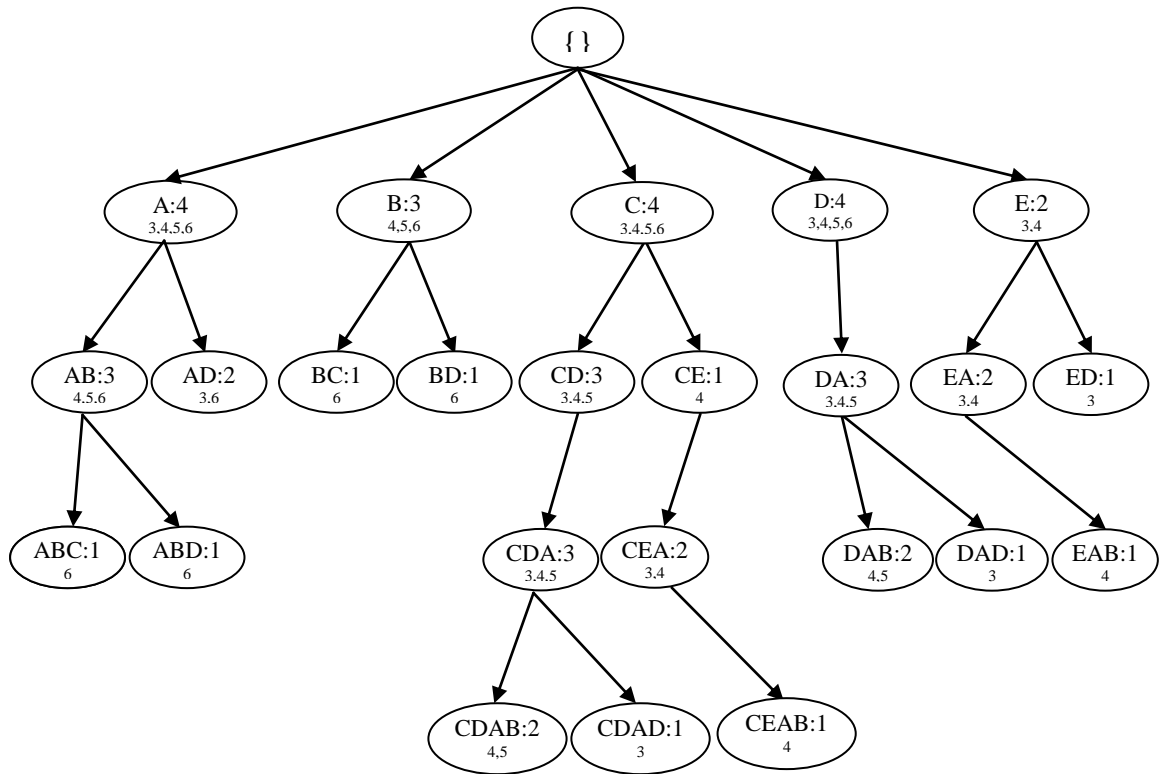 { }
A:4
3,4,5,6
B:3
4,5,6
C:4
3.4.5,6
D:4
3,4,5,6
E:2
3,4
AB:3
4.5.6
AD:2
3.6
BC:1
6
BD:1
6
CD:3
3.4.5
CE:1
4
DA:3
3.4.5
EA:2
3.4
ED:1
3
ABC:1
6
ABD:1
6
CDA:3
3.4.5
CEA:2
3,4
DAB:2
4,5
DAD:1
3
EAB:1
4
CDAB:2
4,5
CDAD:1
3
CEAB:1
4